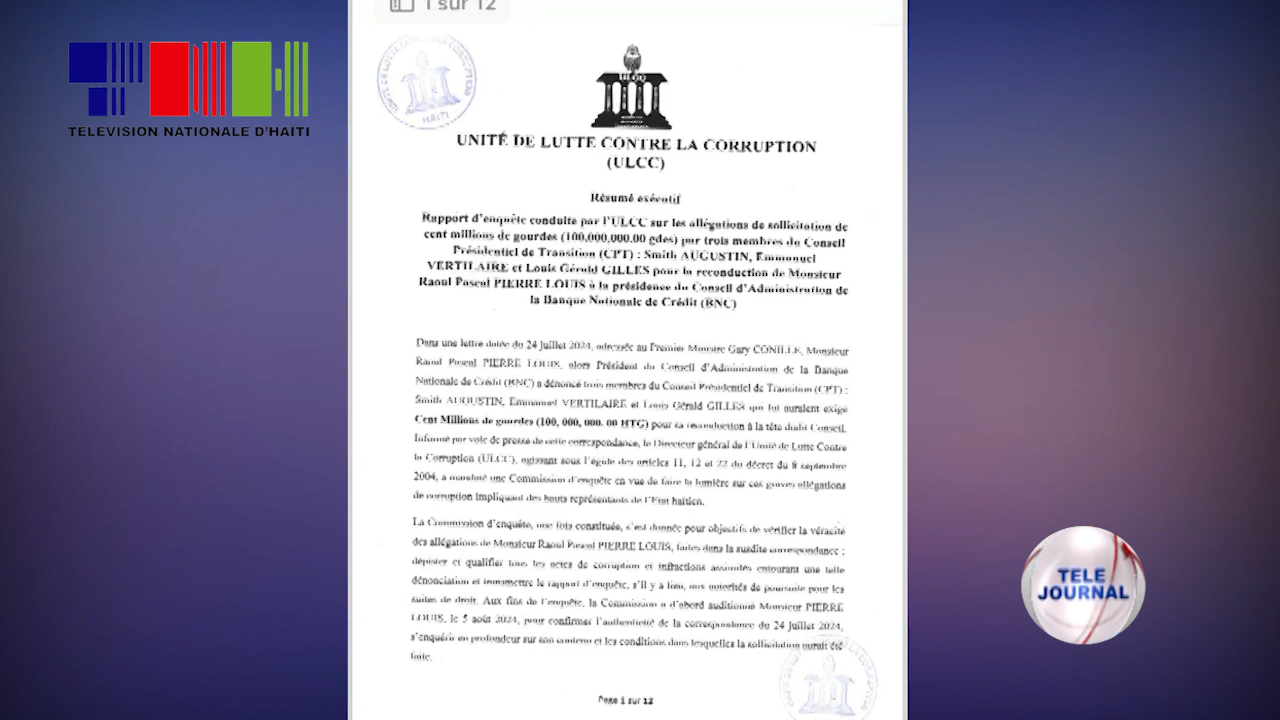 1 sur 12
TELEVISION NATIONALE D'HAITI
HAITI
ULCC
UNITÉ DE LUTTE CONTRE LA CORRUPTION
(ULCC)
Résumé exécutif
Rapport d'enquête conduite par l'ULCC sur les allégations de sollicitation de
cent millions de gourdes (100,000,000.00 gdes) par trois membres du Conseil
Présidentiel de Transition (CPT) : Smith AUGUSTIN, Emmanuel
VERTILAIRE et Louis Gérald GILLES pour la reconduction de Monsieur
Raoul Pascal PIERRE LOUIS à la présidence du Conseil d'Administration de
la Banque Nationale de Crédit (BNC)
Dans une lettre datée du 24 juillet 2024, adressée au Premier Ministre Gary CONILLE, Monsieur
Raoul Pascal PIERRE LOUIS, alors Président du Conseil d'Administration de la Banque
Nationale de Crédit (BNC) a dénoncé trois membres du Conseil Présidentiel de Transition (CPT) :
Smith AUGUSTIN, Emmanuel VERTILAIRE et Louis Gérald GILLES qui lui auraient exigé
Cent Millions de gourdes (100, 000, 000. 00 HTG) pour sa reconduction à la tête dudit Conseil.
Informé par voie de presse de cette correspondance, le Directeur général de l'Unité de Lutte Contre
la Corruption (ULCC), agissant sous l'égide des articles 11, 12 et 22 du décret du 8 septembre
2004, a mandaté une Commission d'enquête en vue de faire la lumière sur ces graves allégations
de corruption impliquant des hauts représentants de l'Etat haïtien.
La Commission d'enquête, une fois constituée, s'est donnée pour objectifs de vérifier la véracité
des allégations de Monsieur Raoul Pascal PIERRE LOUIS, faites dans la susdite correspondance ;
dépister et qualifier tous les actes de corruption et infractions assimilés entourant une telle
dénonciation et transmettre le rapport d'enquête, s'il y a lieu, aux autorités de poursuite pour les
suites de droit. Aux fins de l'enquête, la Commission a d'abord auditionné Monsieur PIERRE
LOUIS, le 5 août 2024, pour confirmer l'authenticité de la correspondance du 24 juillet 2024,
s'enquérir en profondeur sur son contenu et les conditions dans lesquelles la sollicitation aurait été
faite.
Page 1 sur 12
TELE
JOURNAL